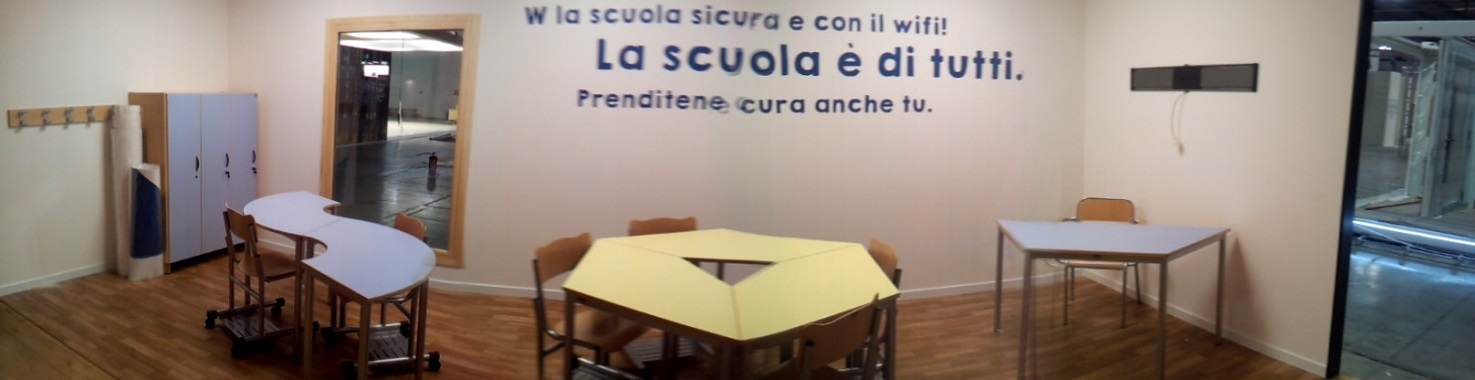 W la scuola sicura e con il wifi!
La scuola è di tutti.
Prenditene cura anche tu.